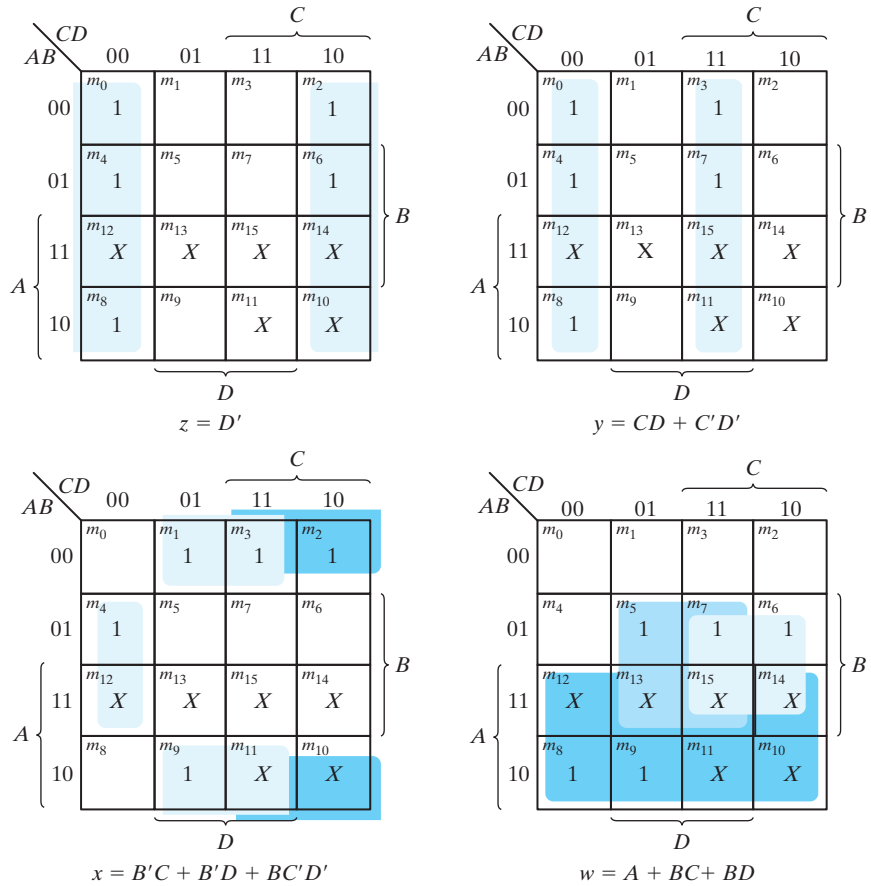 C C
CD CD
AB 00 01 11 10 AB 00 01 11 10
m0 m1 m3 m2 m0 m1 m3 m2
00 1 1 00 1 1
m4 m5 m7 m6 m4 m5 m7 m6
01 1 1 01 1 1
B B
m12 m13 m15 m14 m12 m13 m15 m14
11 X X X X 11 X X X X
A A
m8 m9 m11 m10 m8 m9 m11 m10
10 1 X X 10 1 X X
D D
z = D′ y = CD + C′D′
C C
CD CD
AB 00 01 11 10 AB 00 01 11 10
m0 m1 m3 m2 m0 m1 m3 m2
00 1 1 1 00
m4 m5 m7 m6 m4 m5 m7 m6
01 1 01 1 1 1
B B
m12 m13 m15 m14 m12 m13 m15 m14
11 X X X X 11 X X X X
A A
m8 m9 m11 m10 m8 m9 m11 m10
10 1 X X 10 1 1 X X
D D
x = B′C + B′D + BC′D′ w = A + BC + BD